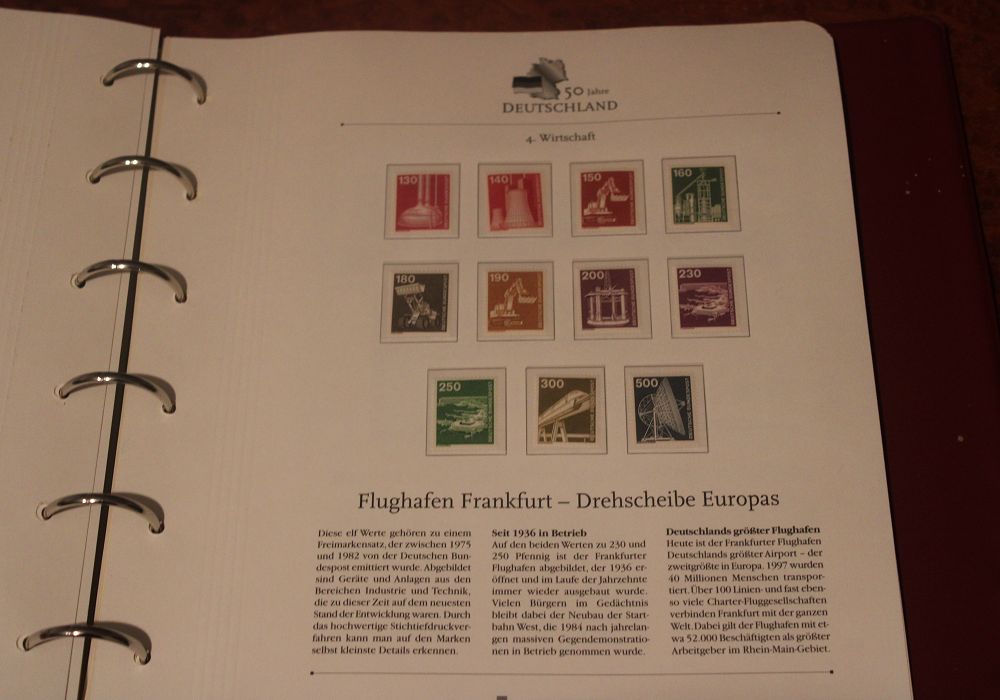 50 Jahre
DEUTSCHLAND
4. Wirtschaft
130
140
150
160
180
190
200
230
250
300
500
DEUTSCHE BUNDESPOST
Flughafen Frankfurt – Drehscheibe Europas
Diese elf Werte gehören zu einem
Freimarkensatz, der zwischen 1975
und 1982 von der Deutschen Bun-
despost emittiert wurde. Abgebildet
sind Geräte und Anlagen aus den
Bereichen Industrie und Technik,
die zu dieser Zeit auf dem neuesten
Stand der Entwicklung waren. Durch
das hochwertige Stichtiefdruckver-
fahren kann man auf den Marken
selbst kleinste Details erkennen.
Seit 1936 in Betrieb
Auf den beiden Werten zu 230 und
250 Pfennig ist der Frankfurter
Flughafen abgebildet, der 1936 er-
öffnet und im Laufe der Jahrzehnte
immer wieder ausgebaut wurde.
Vielen Bürgern im Gedächtnis
bleibt dabei der Neubau der Start-
bahn West, die 1984 nach jahrelan-
gen massiven Gegendemonstratio-
nen in Betrieb genommen wurde.
Deutschlands größter Flughafen
Heute ist der Frankfurter Flughafen
Deutschlands größter Airport – der
zweitgrößte in Europa. 1997 wurden
40 Millionen Menschen transpor-
tiert. Über 100 Linien- und fast eben-
so viele Charter-Fluggesellschaften
verbinden Frankfurt mit der ganzen
Welt. Dabei gilt der Flughafen mit et-
wa 52.000 Beschäftigten als größter
Arbeitgeber im Rhein-Main-Gebiet.